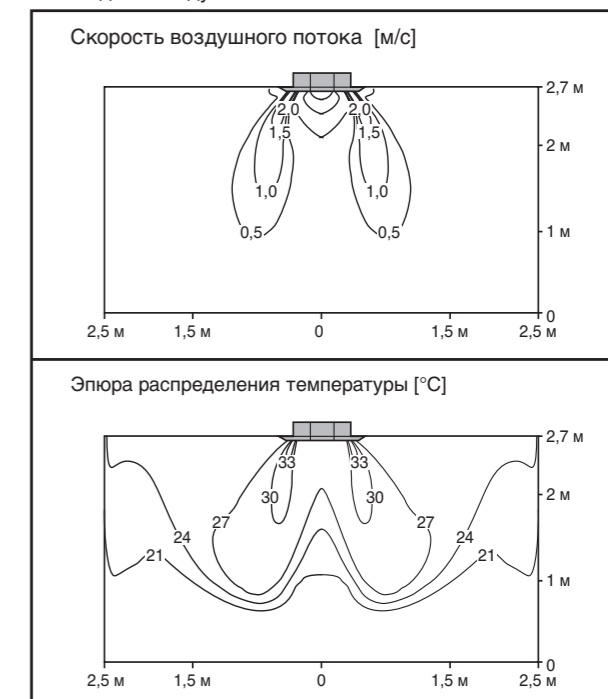 Скорость воздушного потока [м/с]
2,7 м
2,0 2,0
1,5 1,5
2 м
1,0 1,0
0,5 0,5
1 м
0
2,5 м 1,5 м 0 1,5 м 2,5 м
Эпюра распределения температуры [°C]
2,7 м
33 33
30 30
2 м
27 27
24 24
21 21
1 м
0
2,5 м 1,5 м 0 1,5 м 2,5 м